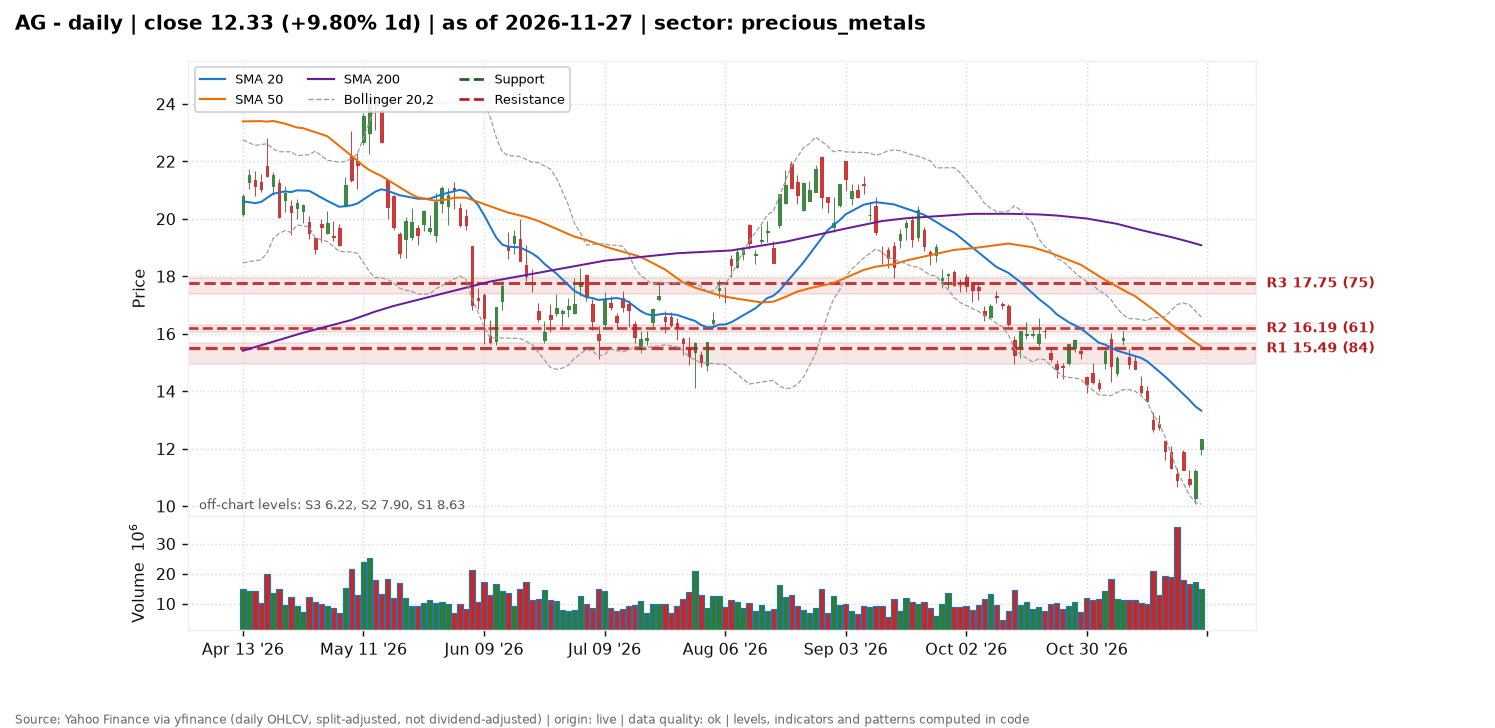 AG - daily | close 12.33 (+9.80% 1d) | as of 2026-11-27 | sector: precious_metals
SMA 20 SMA 200 Support
SMA 50 Bollinger 20,2 Resistance
Price
24
22
20
18
16
14
12
10
R3 17.75 (75)
R2 16.19 (61)
R1 15.49 (84)
off-chart levels: S3 6.22, S2 7.90, S1 8.63
Volume 10⁶
30
20
10
Apr 13 '26 May 11 '26 Jun 09 '26 Jul 09 '26 Aug 06 '26 Sep 03 '26 Oct 02 '26 Oct 30 '26
Source: Yahoo Finance via yfinance (daily OHLCV, split-adjusted, not dividend-adjusted) | origin: live | data quality: ok | levels, indicators and patterns computed in code